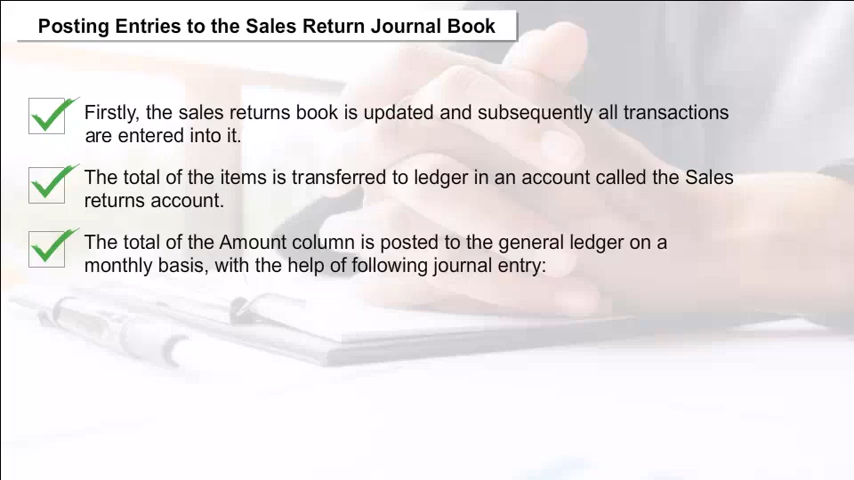 Posting Entries to the Sales Return Journal Book
Firstly, the sales returns book is updated and subsequently all transactions
are entered into it.
The total of the items is transferred to ledger in an account called the Sales
returns account.
The total of the Amount column is posted to the general ledger on a
monthly basis, with the help of following journal entry: